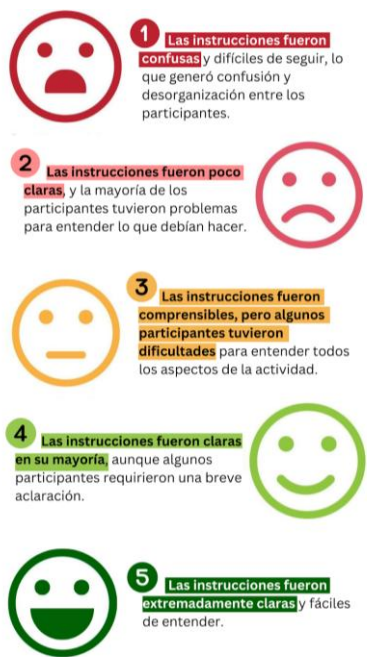 1 Las instrucciones fueron
confusas y difíciles de seguir, lo
que generó confusión y
desorganización entre los
participantes.
2 Las instrucciones fueron poco
claras, y la mayoría de los
participantes tuvieron problemas
para entender lo que debían hacer.
3 Las instrucciones fueron
comprensibles, pero algunos
participantes tuvieron
dificultades para entender todos
los aspectos de la actividad.
4 Las instrucciones fueron claras
en su mayoría, aunque algunos
participantes requirieron una breve
aclaración.
5 Las instrucciones fueron
extremadamente claras y fáciles
de entender.